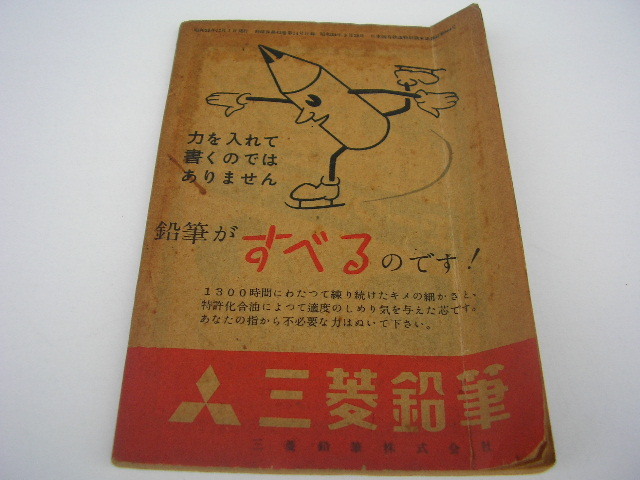 力を入れて
書くのでは
ありません
鉛筆が すべる のです!
1300時間にわたつて練り続けたキメの細かさと、
特許化合油によつて適度のしめり気を与えた芯です。
あなたの指から不必要な力はぬいて下さい。
三菱鉛筆
三菱鉛筆株式会社